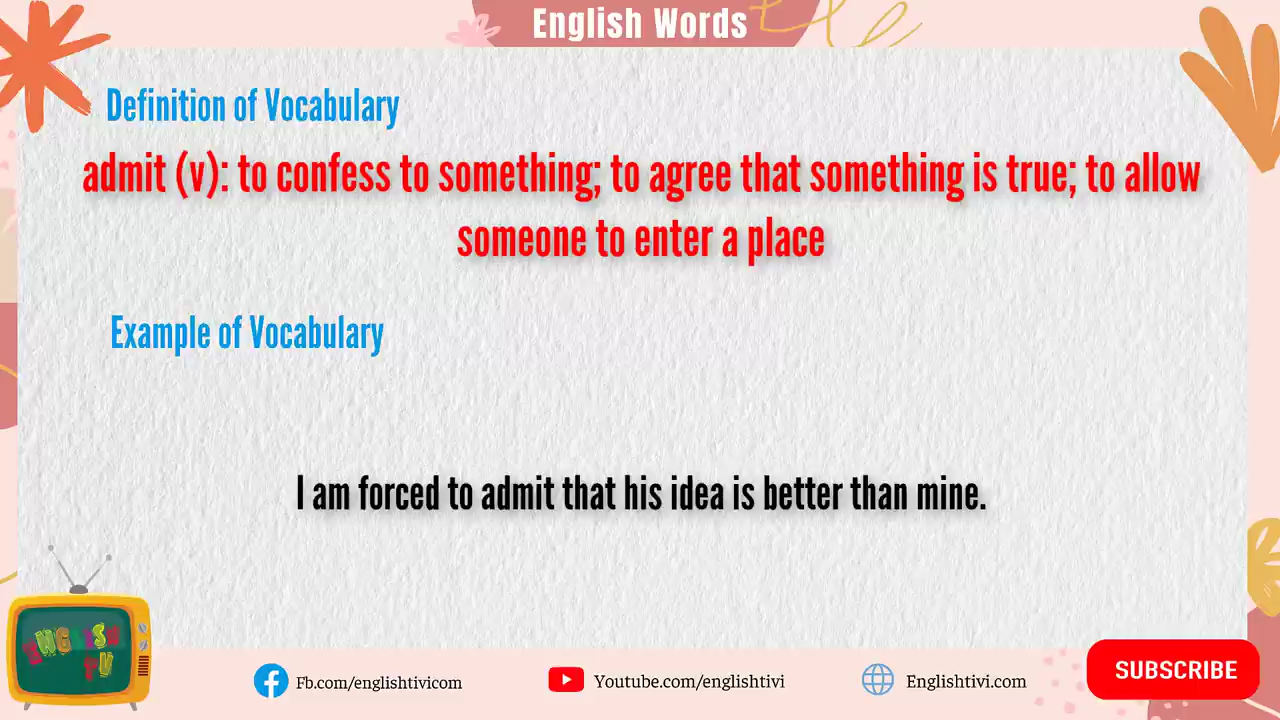 English Words
Definition of Vocabulary
admit (v): to confess to something; to agree that something is true; to allow
someone to enter a place
Example of Vocabulary
I am forced to admit that his idea is better than mine.
ENGLISH
TV
Fb.com/englishtivicom
Youtube.com/englishtivi
Englishtivi.com
SUBSCRIBE